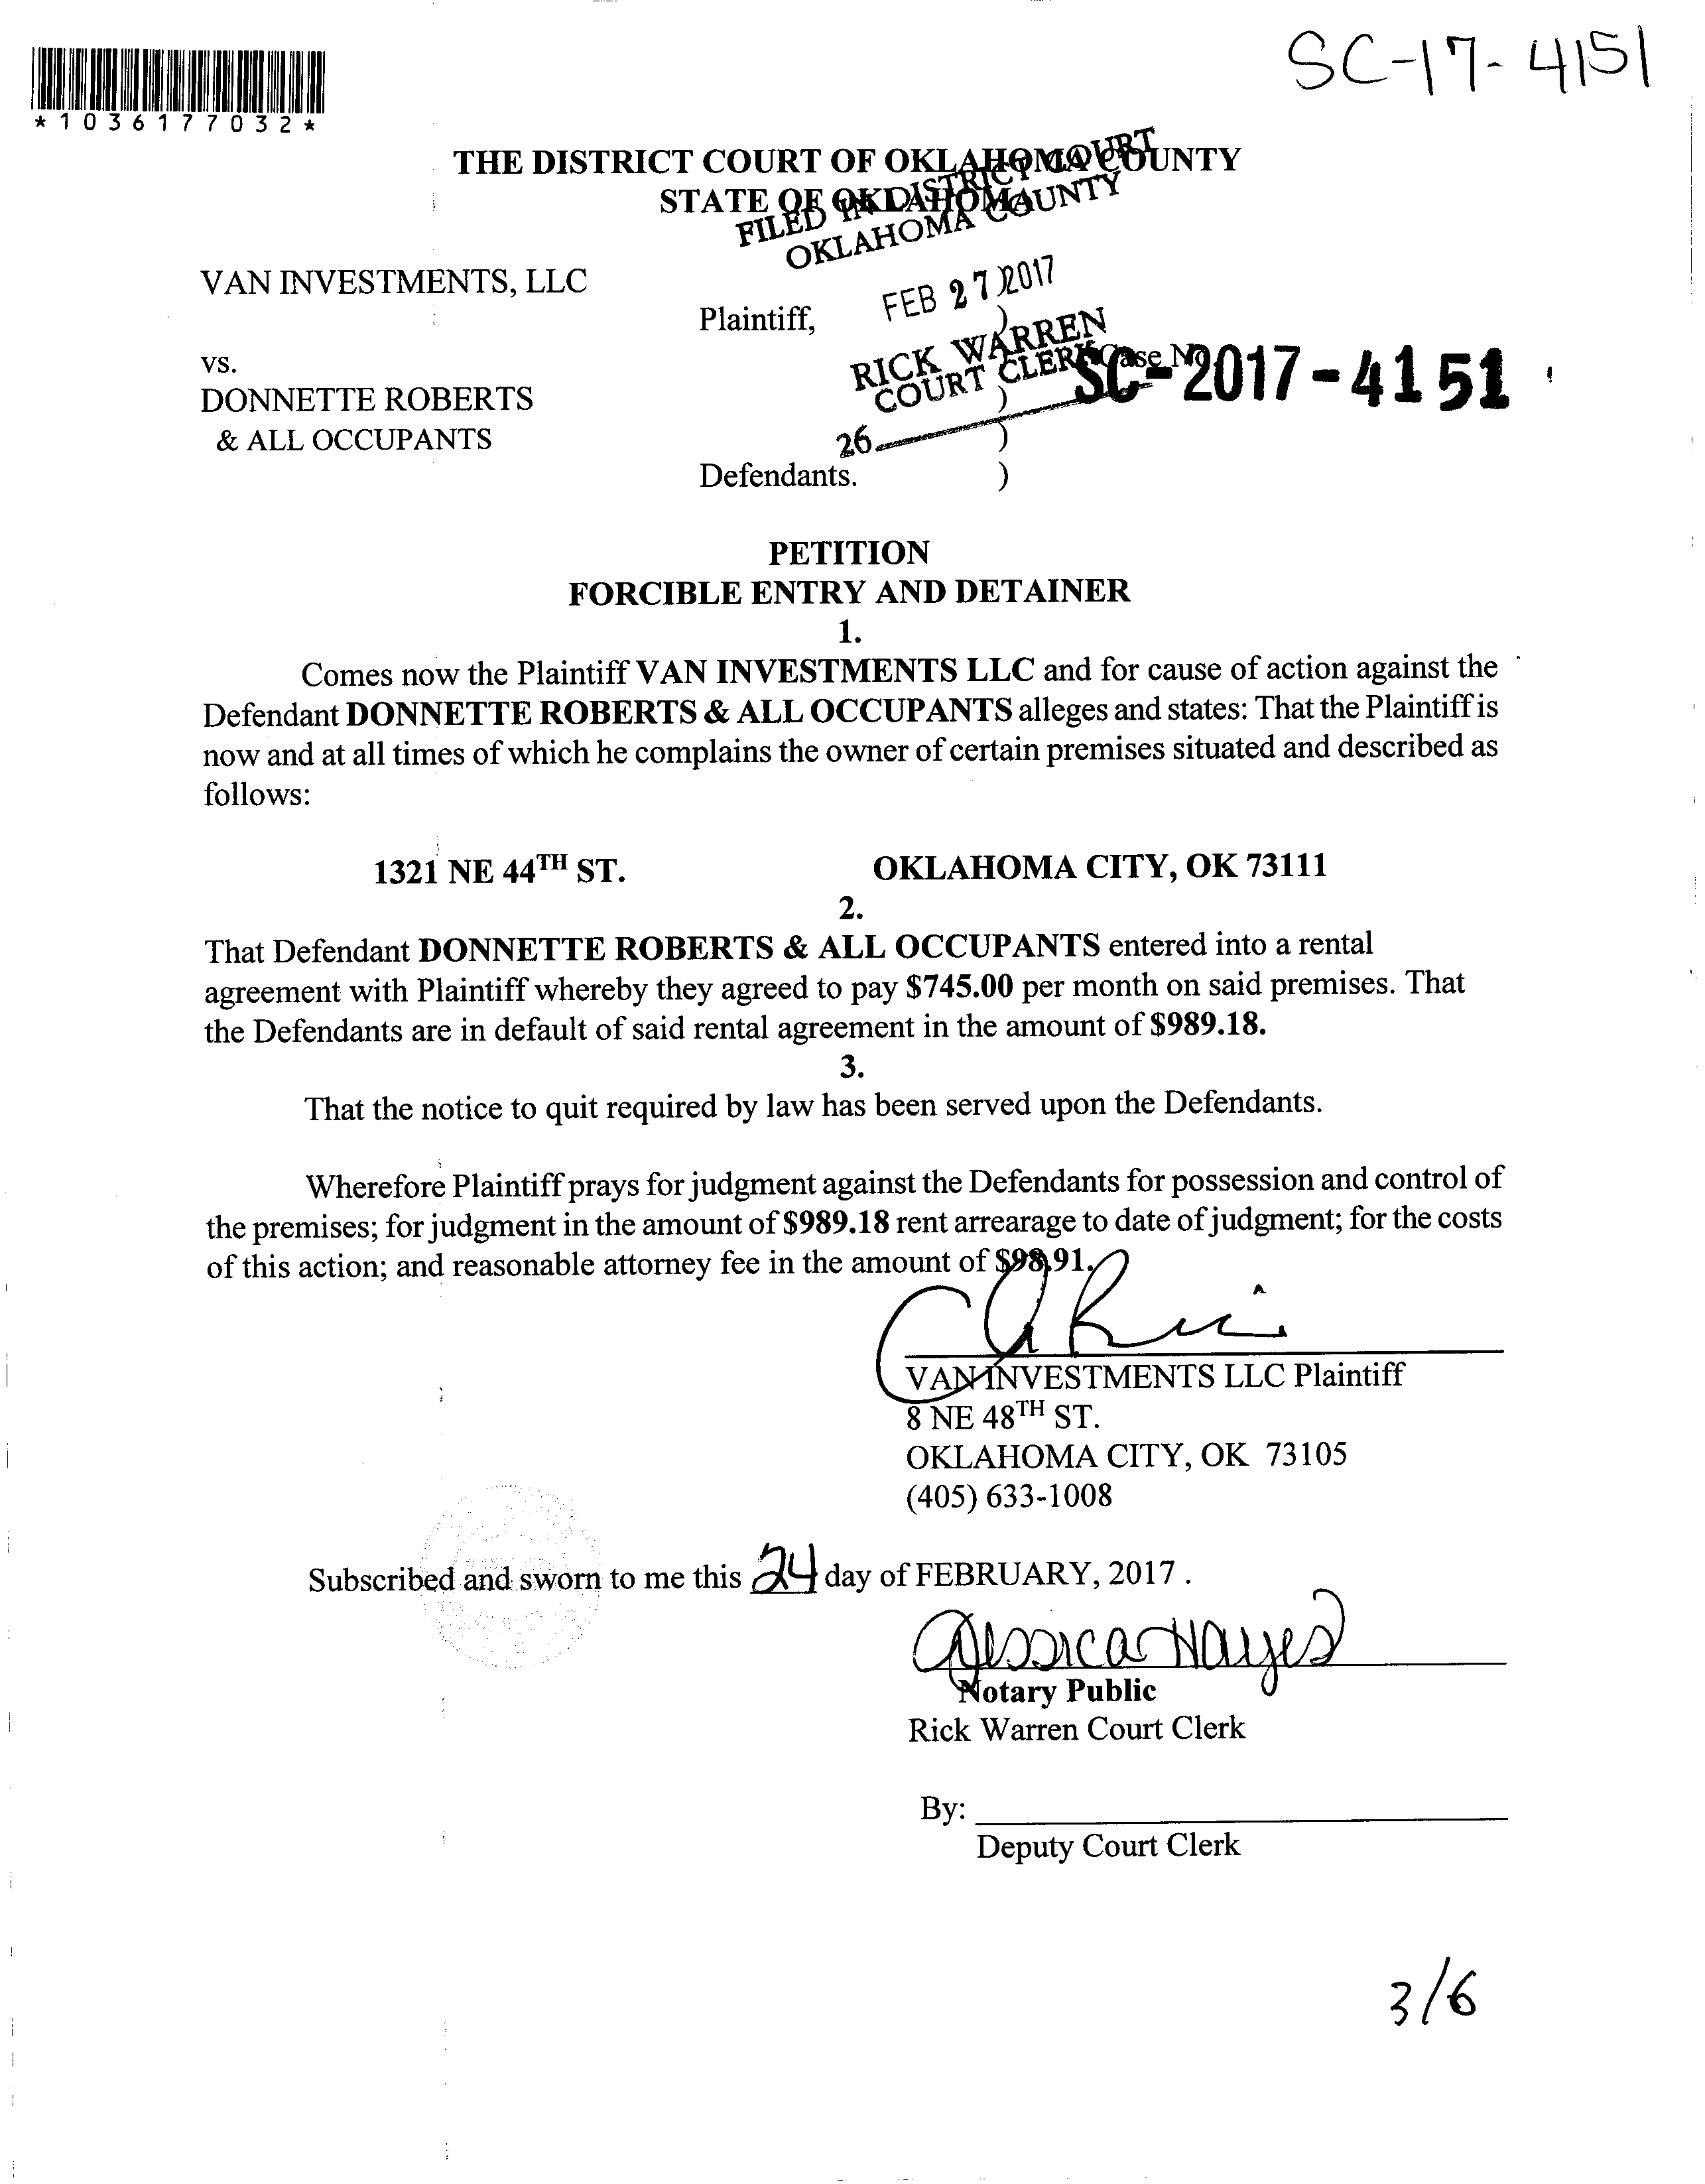 SC-17-4151
*1036177032*
THE DISTRICT COURT OF OKLAHOMA COUNTY
STATE OF OKLAHOMA
FILED IN DISTRICT COURT
OKLAHOMA COUNTY
VAN INVESTMENTS, LLC
FEB 27 2017
Plaintiff, )
RICK WARREN
COURT CLERK
vs. Case No.
SC-2017-4151
DONNETTE ROBERTS )
& ALL OCCUPANTS )
26
Defendants. )
PETITION
FORCIBLE ENTRY AND DETAINER
1.
Comes now the Plaintiff VAN INVESTMENTS LLC and for cause of action against the
Defendant DONNETTE ROBERTS & ALL OCCUPANTS alleges and states: That the Plaintiff is
now and at all times of which he complains the owner of certain premises situated and described as
follows:
1321 NE 44TH ST. OKLAHOMA CITY, OK 73111
2.
That Defendant DONNETTE ROBERTS & ALL OCCUPANTS entered into a rental
agreement with Plaintiff whereby they agreed to pay $745.00 per month on said premises. That
the Defendants are in default of said rental agreement in the amount of $989.18.
3.
That the notice to quit required by law has been served upon the Defendants.
Wherefore Plaintiff prays for judgment against the Defendants for possession and control of
the premises; for judgment in the amount of $989.18 rent arrearage to date of judgment; for the costs
of this action; and reasonable attorney fee in the amount of $98.91.
VAN INVESTMENTS LLC Plaintiff
8 NE 48TH ST.
OKLAHOMA CITY, OK 73105
(405) 633-1008
Subscribed and sworn to me this 24 day of FEBRUARY, 2017 .
Jessica Hayes
Notary Public
Rick Warren Court Clerk
By:
Deputy Court Clerk
3/6